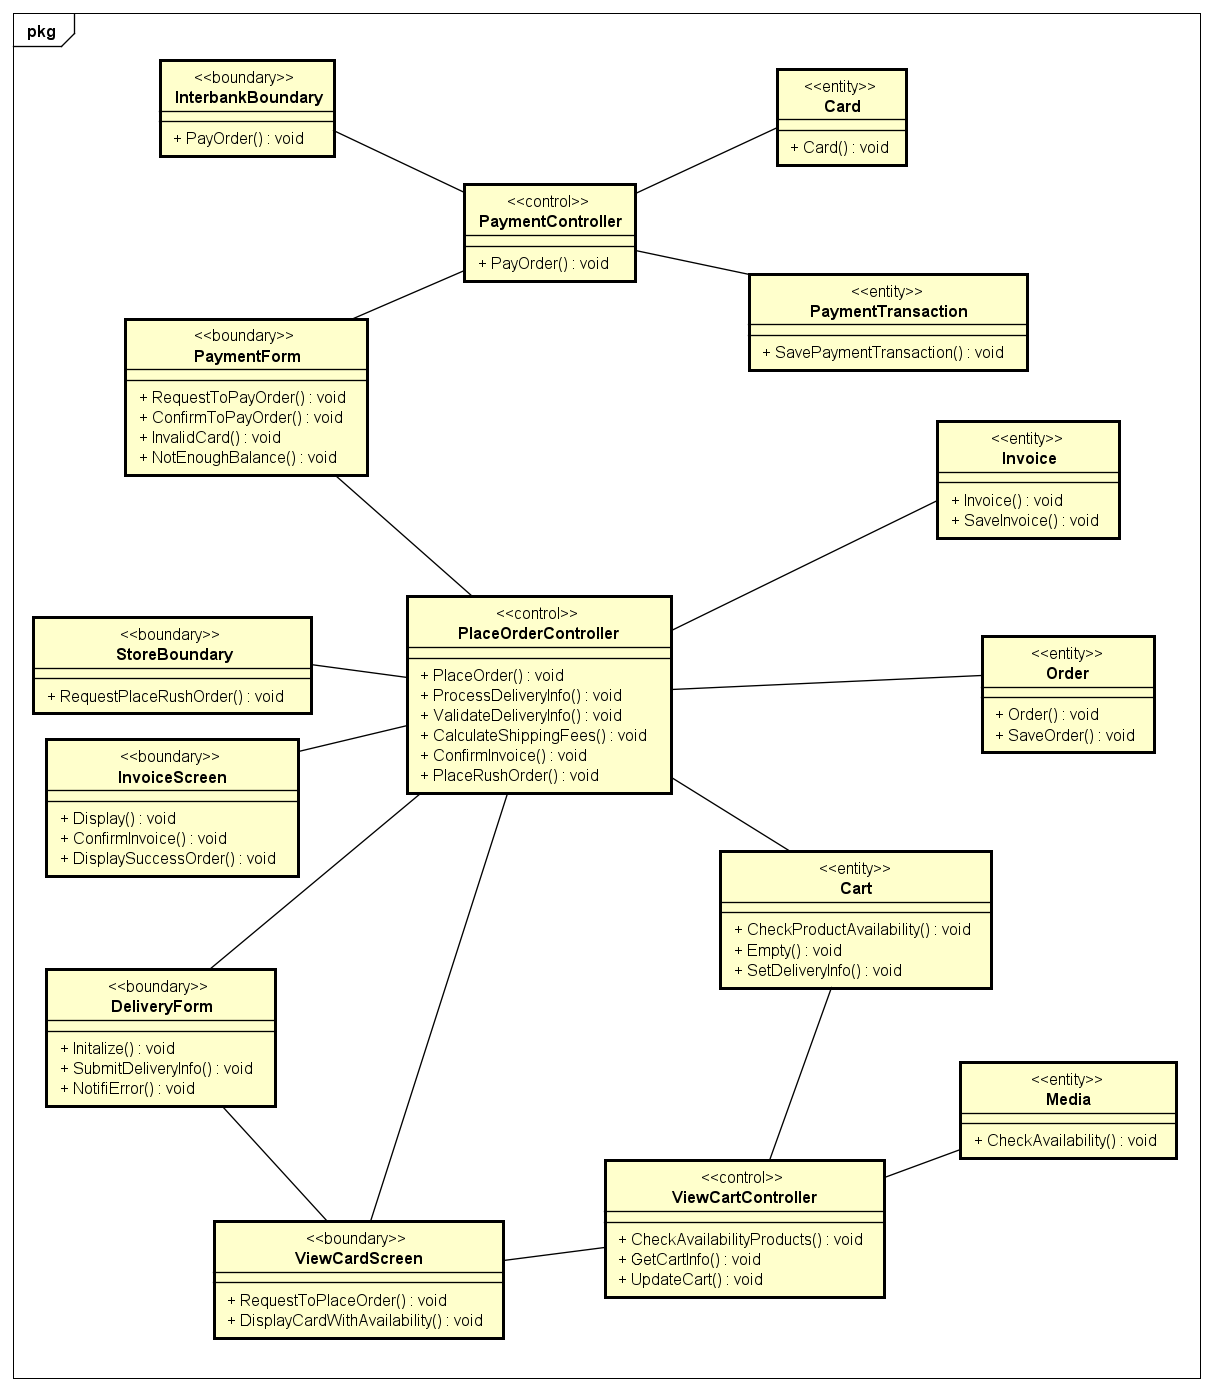 pkg
<<boundary>>
InterbankBoundary
+ PayOrder() : void
<<entity>>
Card
+ Card() : void
<<control>>
PaymentController
+ PayOrder() : void
<<entity>>
PaymentTransaction
+ SavePaymentTransaction() : void
<<boundary>>
PaymentForm
+ RequestToPayOrder() : void
+ ConfirmToPayOrder() : void
+ InvalidCard() : void
+ NotEnoughBalance() : void
<<entity>>
Invoice
+ Invoice() : void
+ SaveInvoice() : void
<<control>>
PlaceOrderController
+ PlaceOrder() : void
+ ProcessDeliveryInfo() : void
+ ValidateDeliveryInfo() : void
+ CalculateShippingFees() : void
+ ConfirmInvoice() : void
+ PlaceRushOrder() : void
<<boundary>>
StoreBoundary
+ RequestPlaceRushOrder() : void
<<entity>>
Order
+ Order() : void
+ SaveOrder() : void
<<boundary>>
InvoiceScreen
+ Display() : void
+ ConfirmInvoice() : void
+ DisplaySuccessOrder() : void
<<entity>>
Cart
+ CheckProductAvailability() : void
+ Empty() : void
+ SetDeliveryInfo() : void
<<boundary>>
DeliveryForm
+ Initalize() : void
+ SubmitDeliveryInfo() : void
+ NotifiError() : void
<<entity>>
Media
+ CheckAvailability() : void
<<control>>
ViewCartController
+ CheckAvailabilityProducts() : void
+ GetCartInfo() : void
+ UpdateCart() : void
<<boundary>>
ViewCardScreen
+ RequestToPlaceOrder() : void
+ DisplayCardWithAvailability() : void